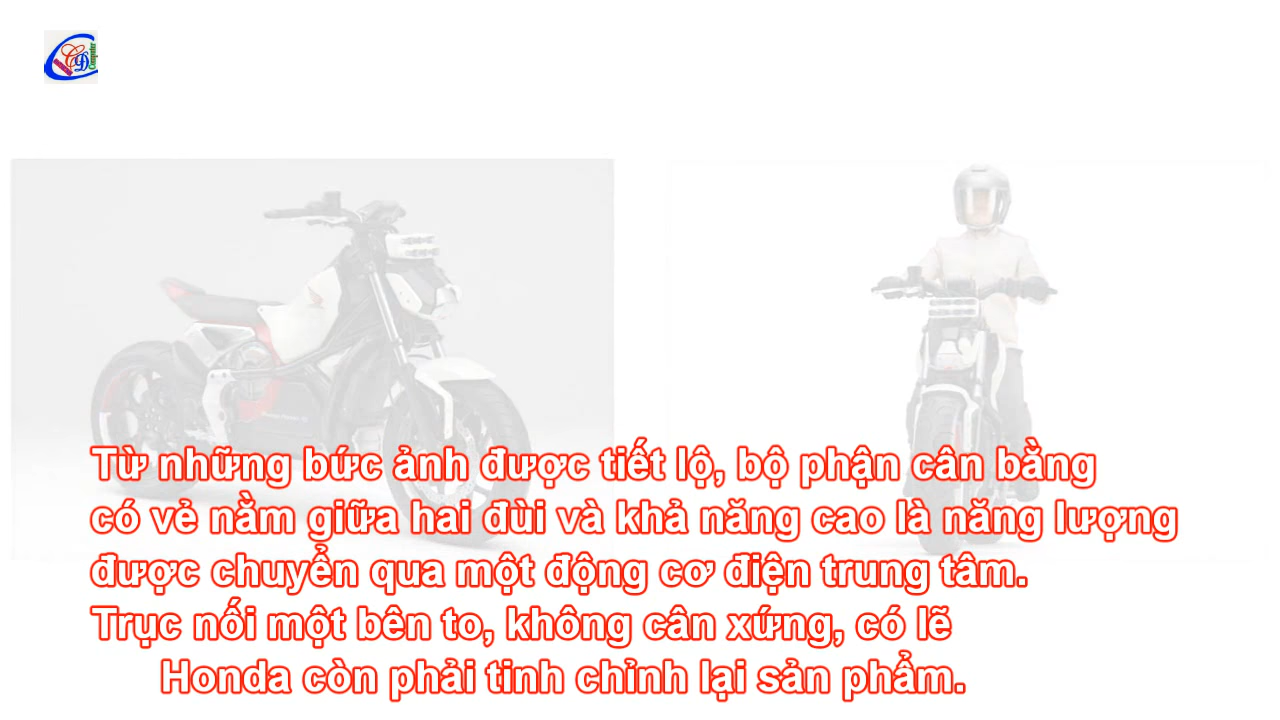 Computer
Từ những bức ảnh được tiết lộ, bộ phận cân bằng
có vẻ nằm giữa hai đùi và khả năng cao là năng lượng
được chuyển qua một động cơ điện trung tâm.
Trục nối một bên to, không cân xứng, có lẽ
Honda còn phải tinh chỉnh lại sản phẩm.